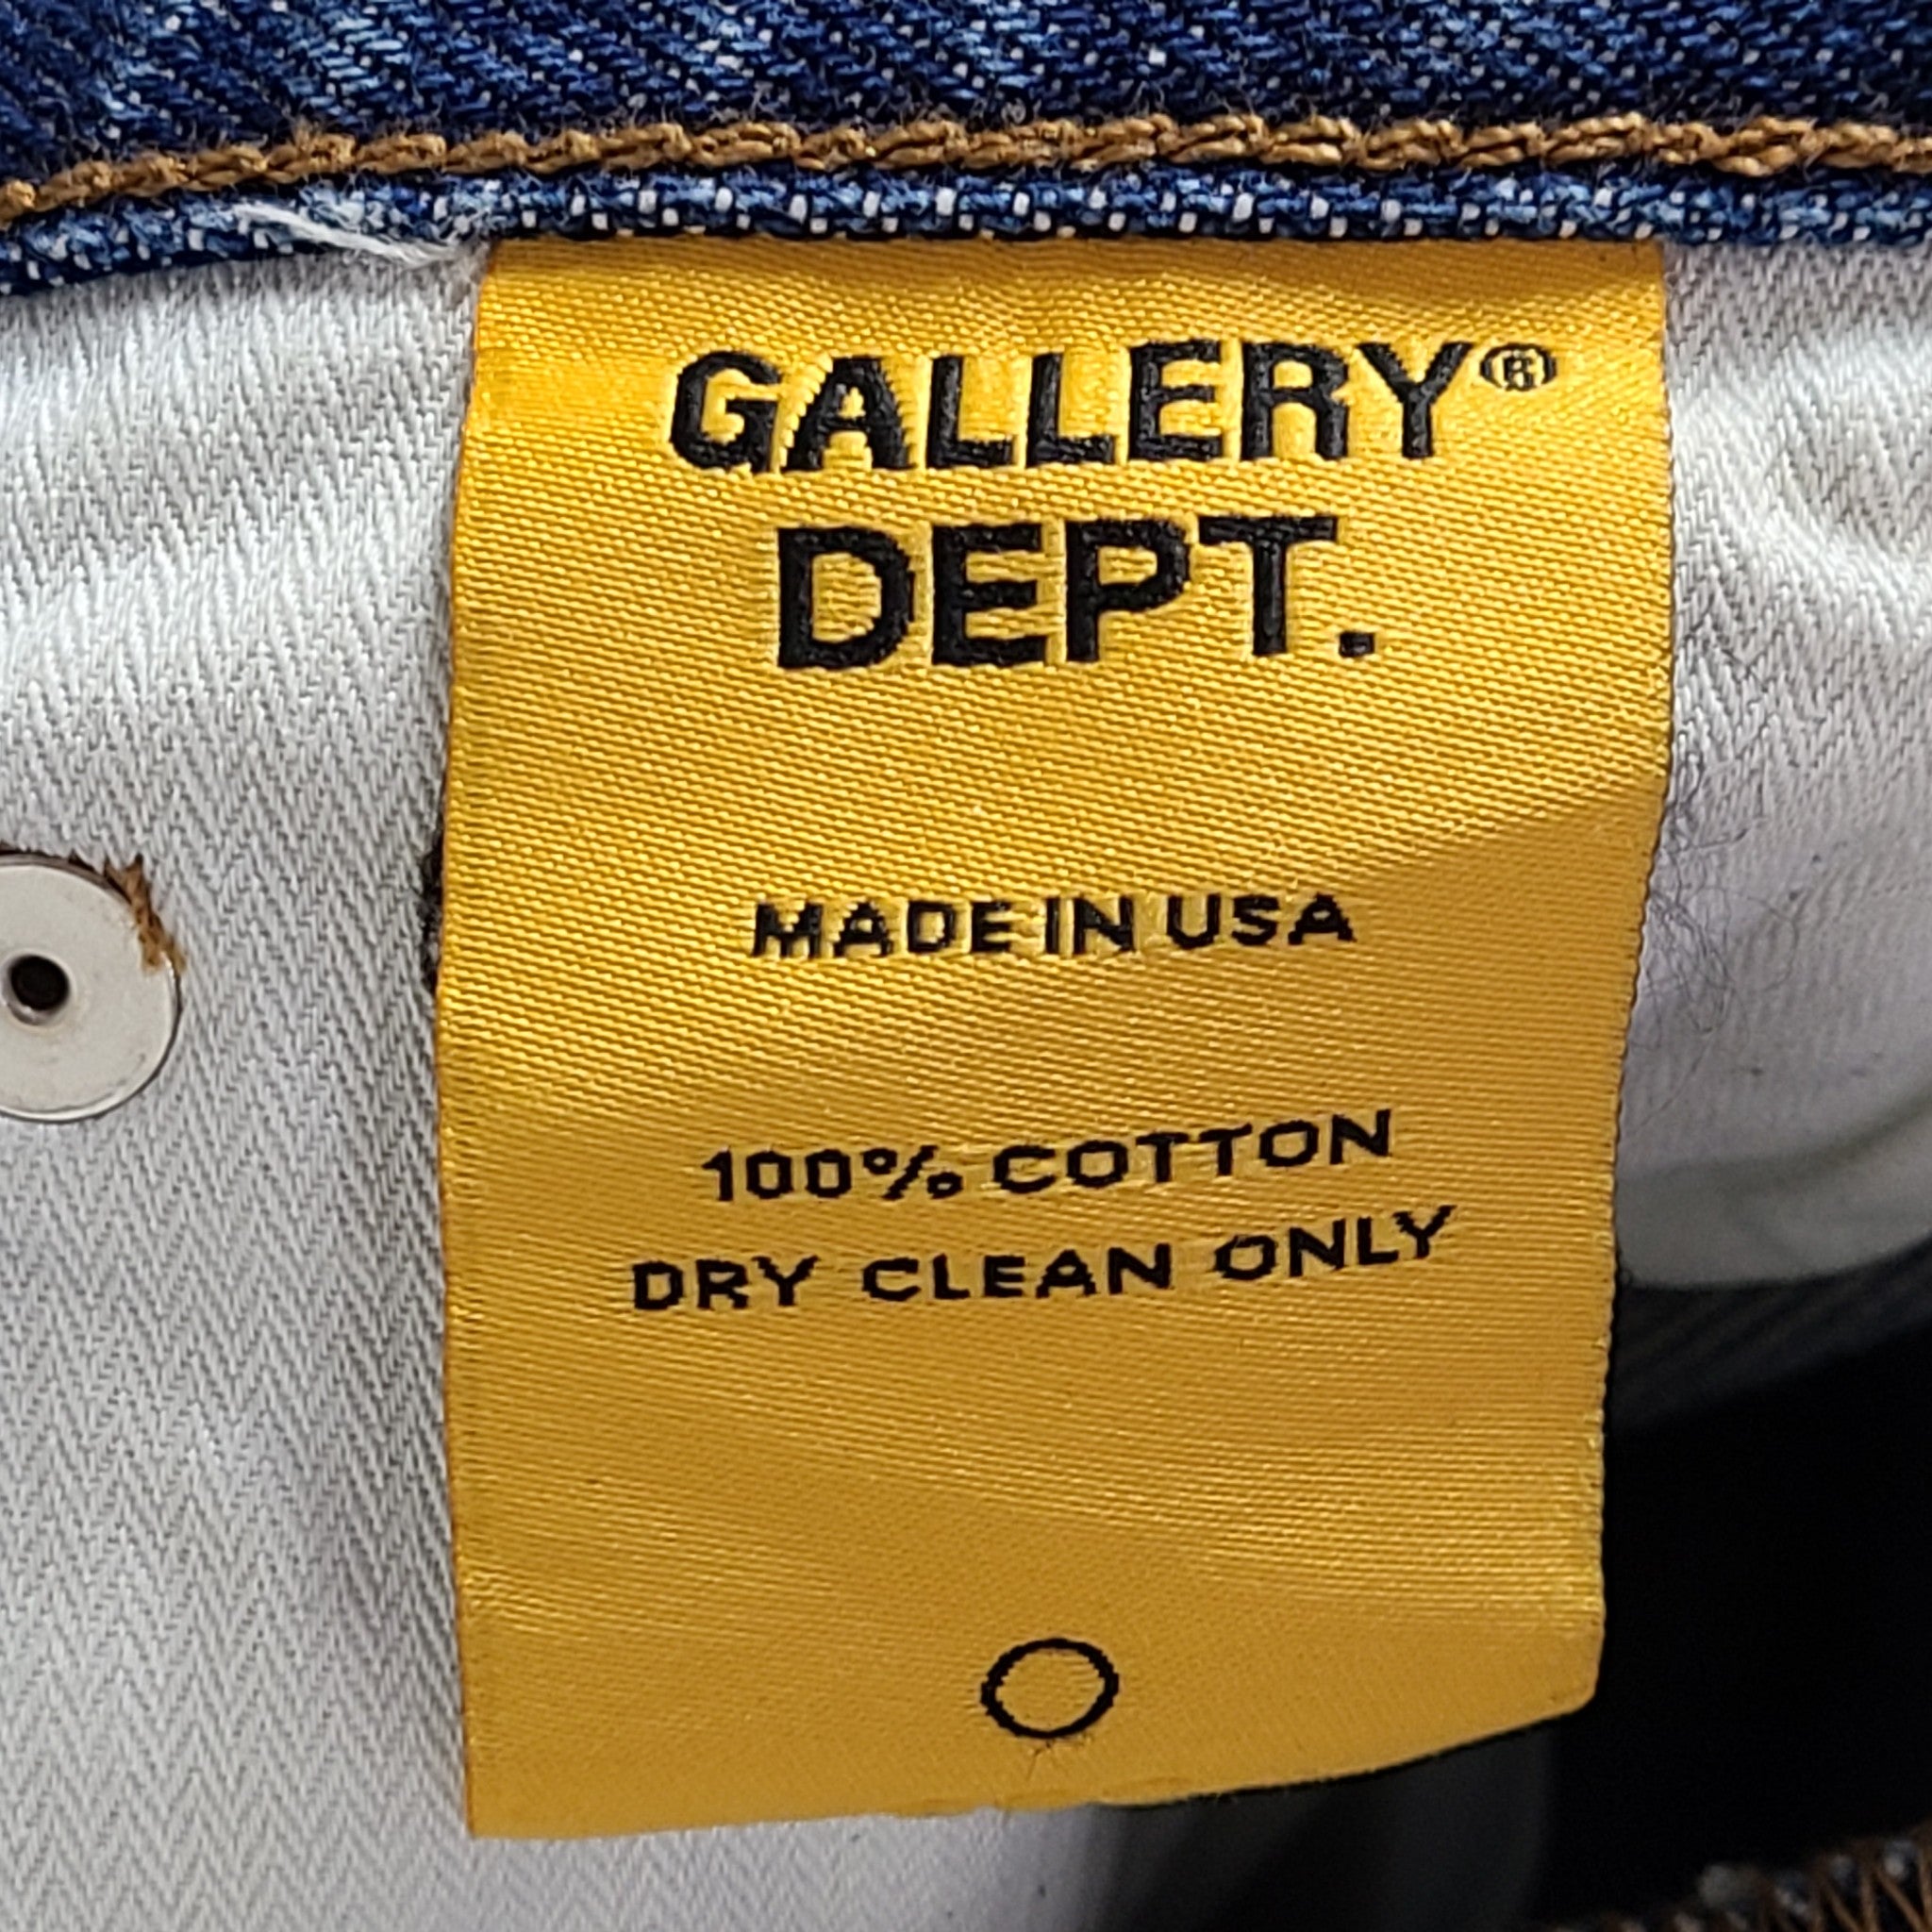 GALLERY®
DEPT.
MADE IN USA
100% COTTON
DRY CLEAN ONLY